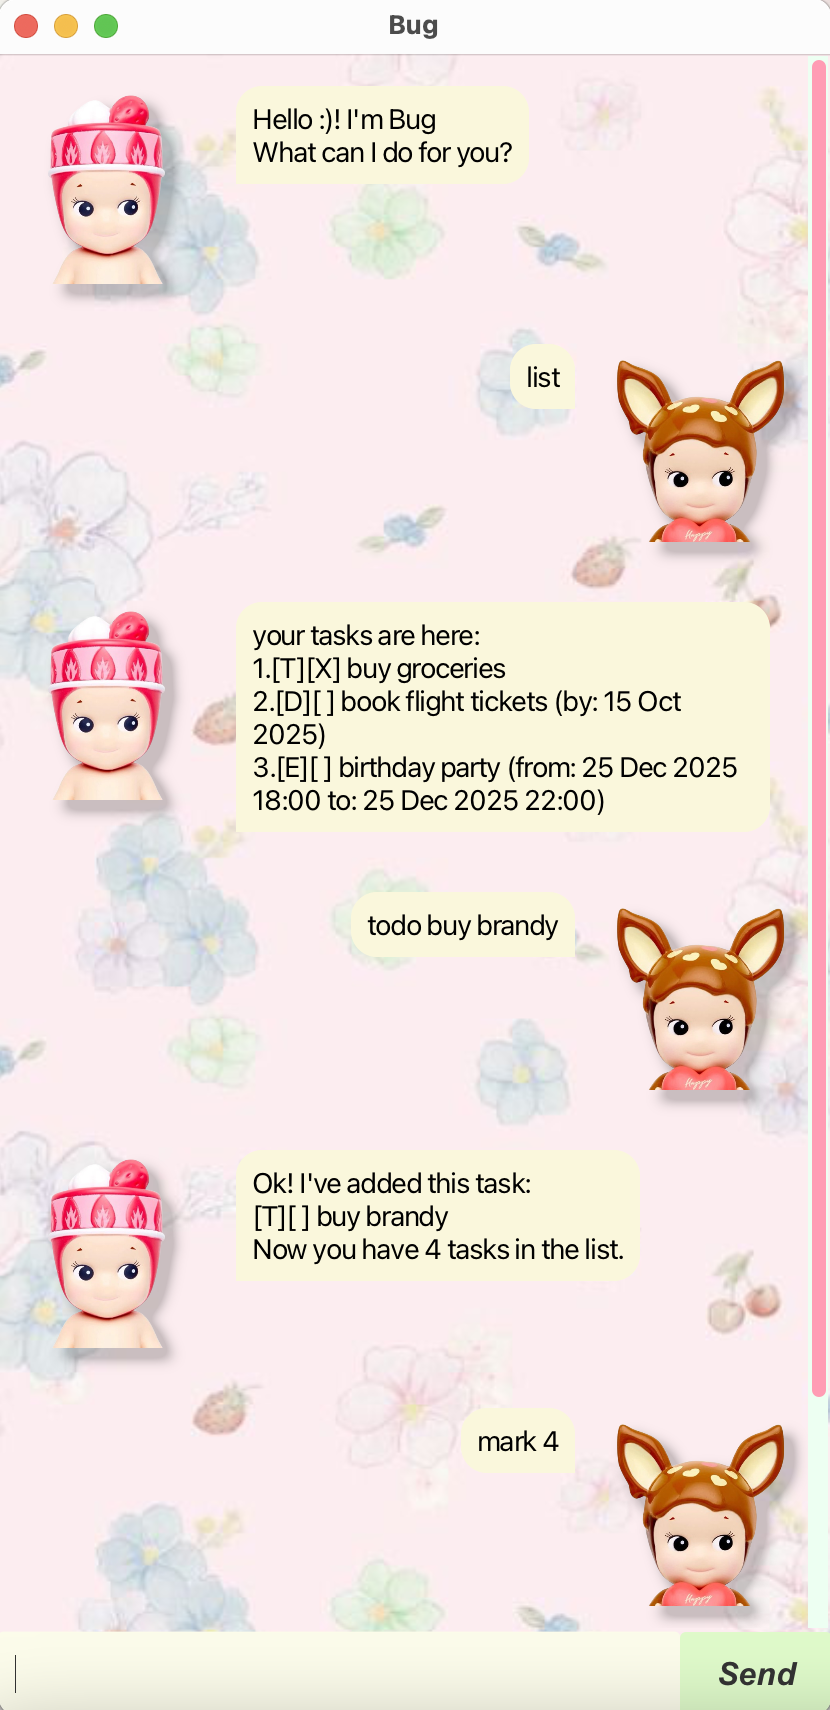 Bug
Hello :)! I'm Bug
What can I do for you?
list
Happy
your tasks are here:
1.[T][X] buy groceries
2.[D][ ] book flight tickets (by: 15 Oct
2025)
3.[E][ ] birthday party (from: 25 Dec 2025
18:00 to: 25 Dec 2025 22:00)
todo buy brandy
Happy
Ok! I've added this task:
[T][ ] buy brandy
Now you have 4 tasks in the list.
mark 4
Happy
Send